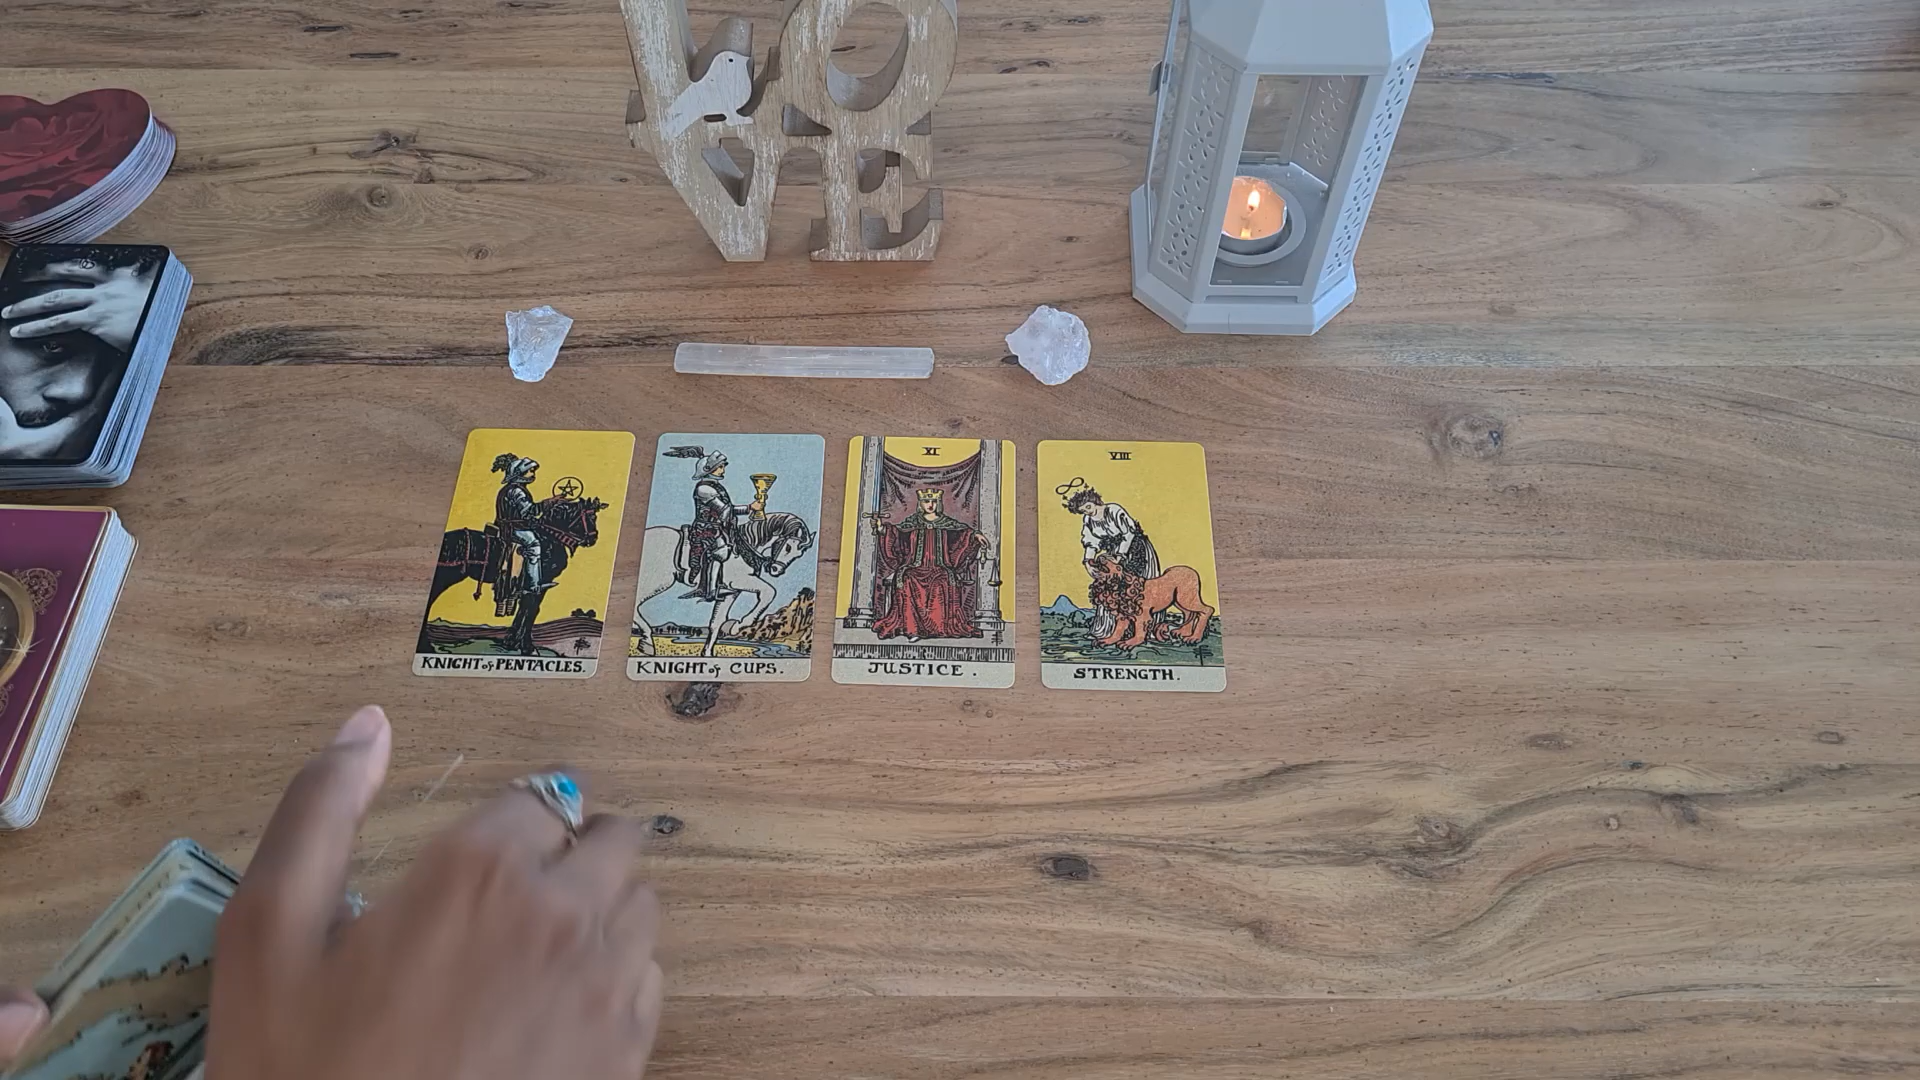 LOVE
KNIGHT of PENTACLES.
KNIGHT of CUPS.
XI
JUSTICE.
VIII
STRENGTH.